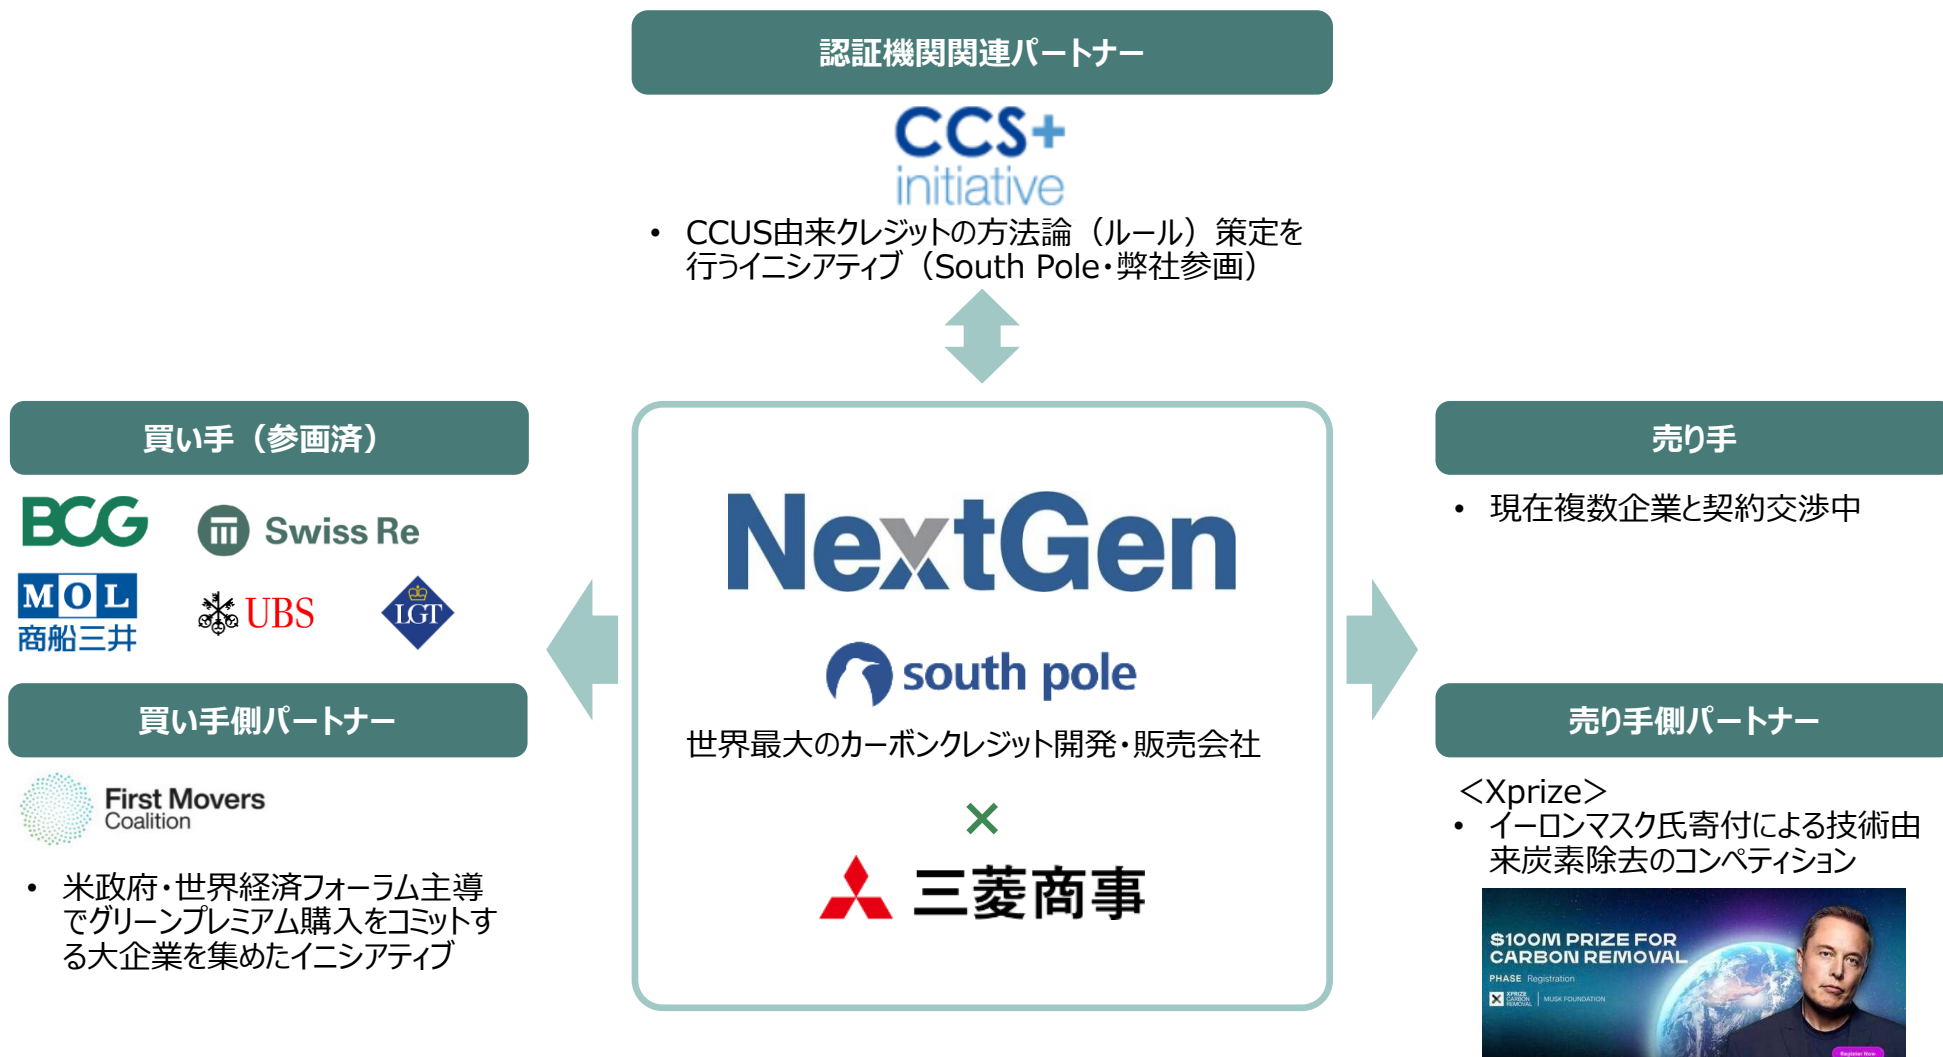 認証機関関連パートナー
CCS+
initiative
• CCUS由来クレジットの方法論（ルール）策定を
行うイニシアティブ（South Pole・弊社参画）
買い手（参画済）
BCG
Swiss Re
MOL
商船三井
UBS
LGT
買い手側パートナー
First Movers
Coalition
• 米政府・世界経済フォーラム主導
でグリーンプレミアム購入をコミットす
る大企業を集めたイニシアティブ
NextGen
south pole
世界最大のカーボンクレジット開発・販売会社
×
三菱商事
売り手
• 現在複数企業と契約交渉中
売り手側パートナー
＜Xprize＞
• イーロンマスク氏寄付による技術由
来炭素除去のコンペティション
$100M PRIZE FOR
CARBON REMOVAL
PHASE Registration
XPRIZE
CARBON
REMOVAL
MUSK FOUNDATION
Register Now